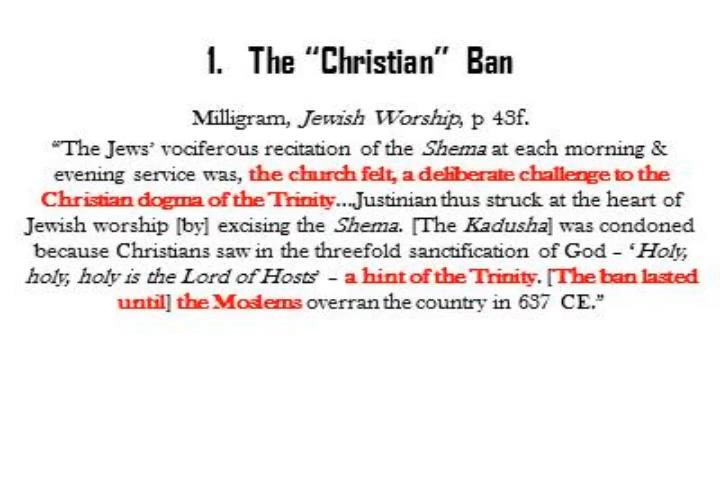 1. The “Christian” Ban
Milligram, Jewish Worship, p 43f.
“The Jews’ vociferous recitation of the Shema at each morning &
evening service was, the church felt, a deliberate challenge to the
Christian dogma of the Trinity...Justinian thus struck at the heart of
Jewish worship [by] excising the Shema. [The Kadusha] was condoned
because Christians saw in the threefold sanctification of God – ‘Holy,
holy, holy is the Lord of Hosts’ – a hint of the Trinity. [The ban lasted
until] the Moslems overran the country in 637 CE.”